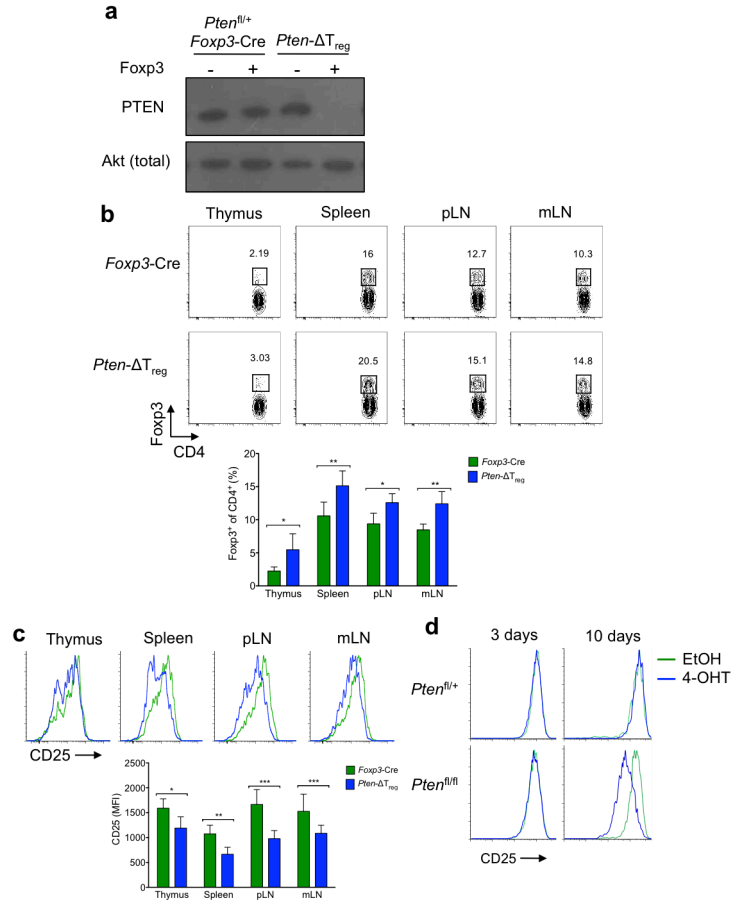 a
Pten^fl/+
Foxp3-Cre
Pten-ΔT_reg
Foxp3 - + - +
PTEN
Akt (total)
b
Thymus Spleen pLN mLN
Foxp3-Cre
2.19 16 12.7 10.3
Pten-ΔT_reg
3.03 20.5 15.1 14.8
Foxp3
CD4
Foxp3⁺ of CD4⁺ (%)
20
15
10
5
0
* ** * **
Foxp3-Cre
Pten-ΔT_reg
Thymus Spleen pLN mLN
c
Thymus Spleen pLN mLN
CD25
CD25 (MFI)
2500
2000
1500
1000
500
0
* ** *** ***
Foxp3-Cre
Pten-ΔT_reg
Thymus Spleen pLN mLN
d
3 days 10 days
EtOH
4-OHT
Pten^fl/+
Pten^fl/fl
CD25